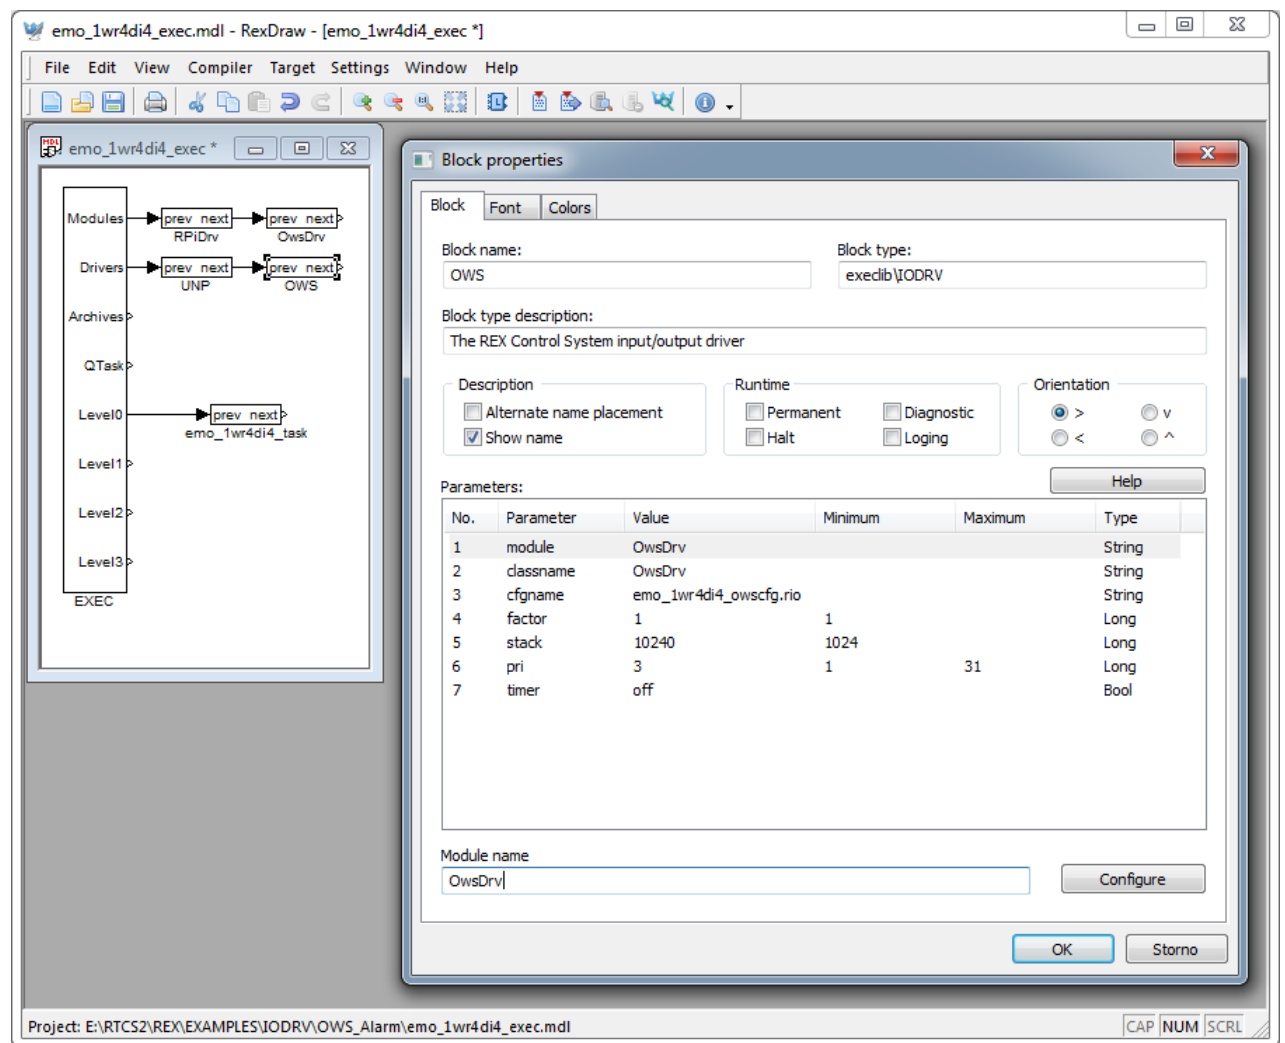 emo_1wr4di4_exec.mdl - RexDraw - [emo_1wr4di4_exec *]
File Edit View Compiler Target Settings Window Help
emo_1wr4di4_exec *
Modules prev next prev next
RPiDrv OwsDrv
Drivers prev next prev next
UNP OWS
Archives
QTask
Level0 prev next
emo_1wr4di4_task
Level1
Level2
Level3
EXEC
Block properties
Block Font Colors
Block name: Block type:
OWS execlib\IODRV
Block type description:
The REX Control System input/output driver
Description Runtime Orientation
Alternate name placement Permanent Diagnostic > v
Show name Halt Loging < ^
Help
Parameters:
No. Parameter Value Minimum Maximum Type
1 module OwsDrv String
2 classname OwsDrv String
3 cfgname emo_1wr4di4_owscfg.rio String
4 factor 1 1 Long
5 stack 10240 1024 Long
6 pri 3 1 31 Long
7 timer off Bool
Module name
OwsDrv
Configure
OK Storno
Project: E:\RTCS2\REX\EXAMPLES\IODRV\OWS_Alarm\emo_1wr4di4_exec.mdl CAP NUM SCRL